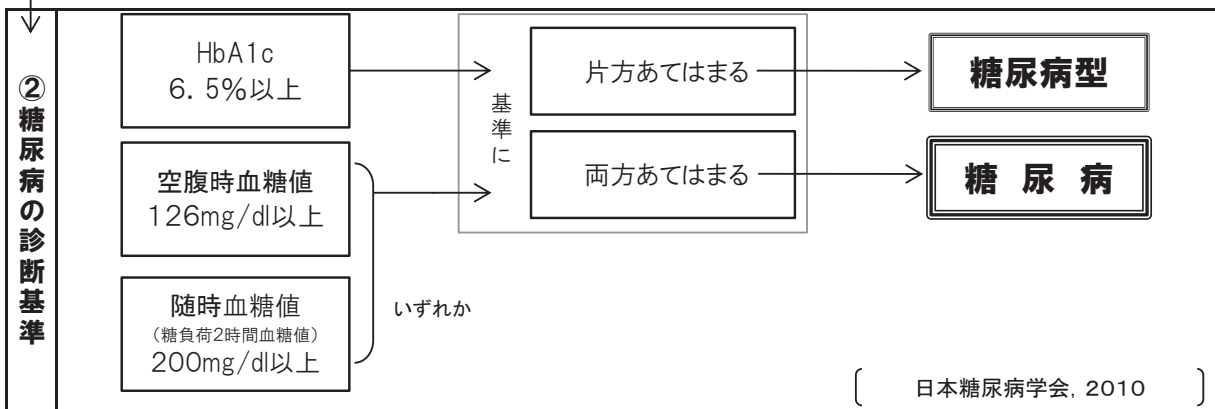 ②糖尿病の診断基準
HbA1c
6.5%以上
空腹時血糖値
126mg/dl以上
随時血糖値
(糖負荷2時間血糖値)
200mg/dl以上
いずれか
基準に
片方あてはまる
両方あてはまる
糖尿病型
糖 尿 病
〔 日本糖尿病学会, 2010 〕